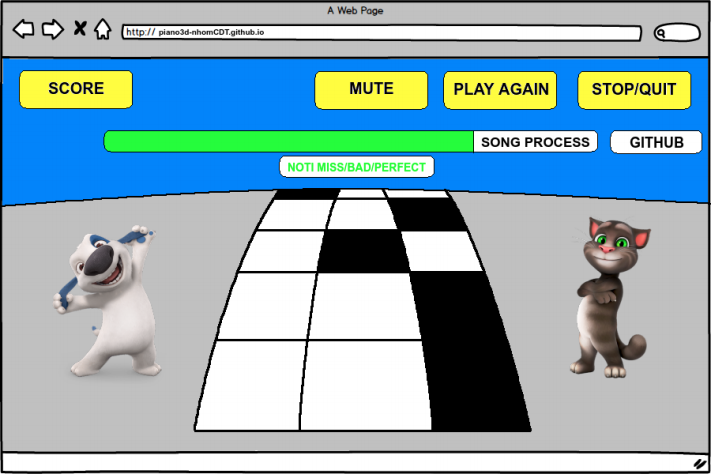 A Web Page
http:// piano3d-nhomCDT.github.io
SCORE
MUTE
PLAY AGAIN
STOP/QUIT
SONG PROCESS
GITHUB
NOTI MISS/BAD/PERFECT